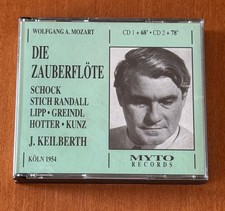 WOLFGANG A. MOZART
CD 1 • 68' • CD 2 • 78'
DIE
ZAUBERFLÖTE
SCHOCK
STICH RANDALL
LIPP • GREINDL
HOTTER • KUNZ
J. KEILBERTH
KÖLN 1954
MYTO
RECORDS